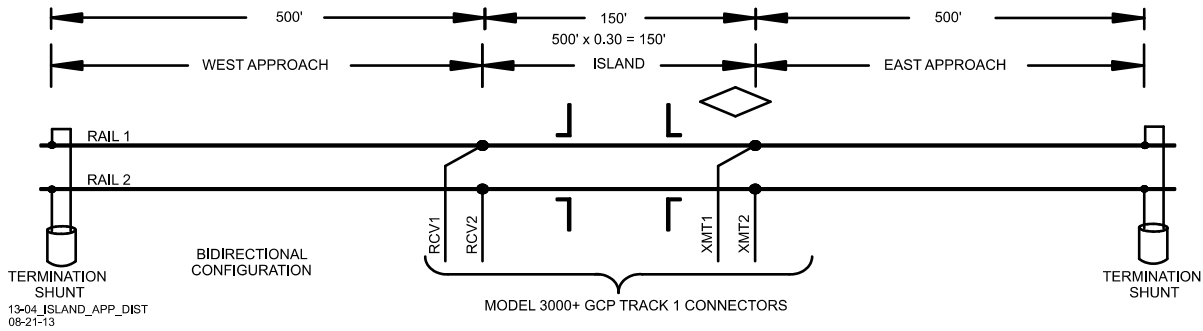 500'
150'
500'
500' x 0.30 = 150'
WEST APPROACH
ISLAND
EAST APPROACH
RAIL 1
RAIL 2
RCV1
RCV2
XMT1
XMT2
BIDIRECTIONAL
CONFIGURATION
TERMINATION
SHUNT
TERMINATION
SHUNT
MODEL 3000+ GCP TRACK 1 CONNECTORS
13-04_ISLAND_APP_DIST
08-21-13